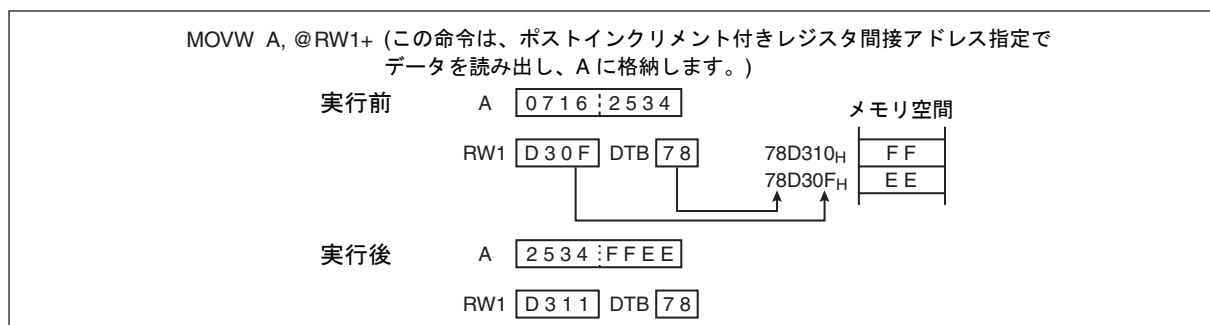 MOVW A, @RW1+ (この命令は、ポストインクリメント付きレジスタ間接アドレス指定で
データを読み出し、A に格納します。)
実行前 A 0716 2534
メモリ空間
RW1 D30F DTB 78 78D310H FF
78D30FH EE
実行後 A 2534 FFEE
RW1 D311 DTB 78